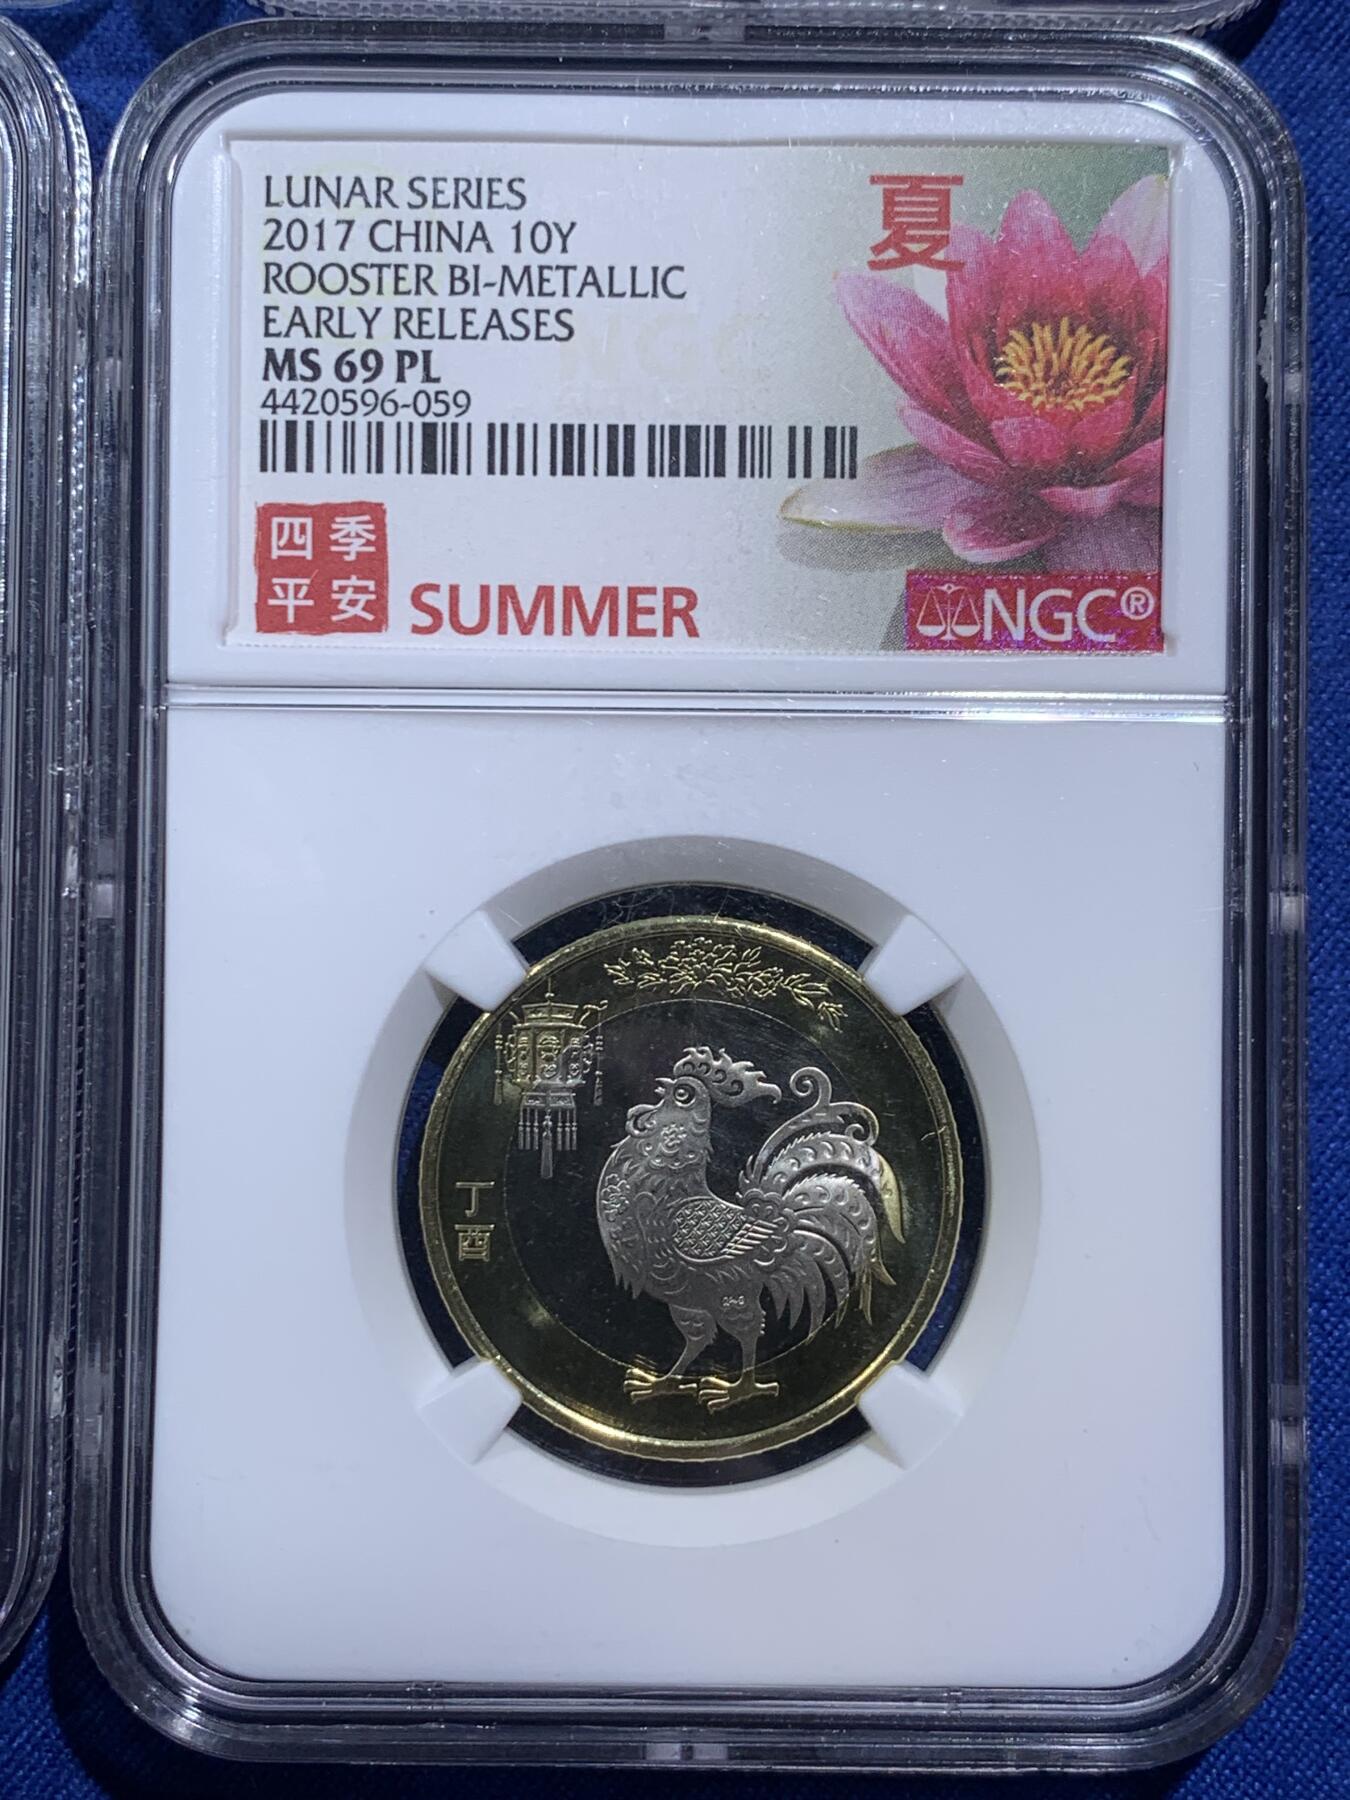 LUNAR SERIES
2017 CHINA 10Y
ROOSTER BI-METALLIC
EARLY RELEASES
MS 69 PL
4420596-059
夏
四季
平安
SUMMER
NGC®
丁
酉